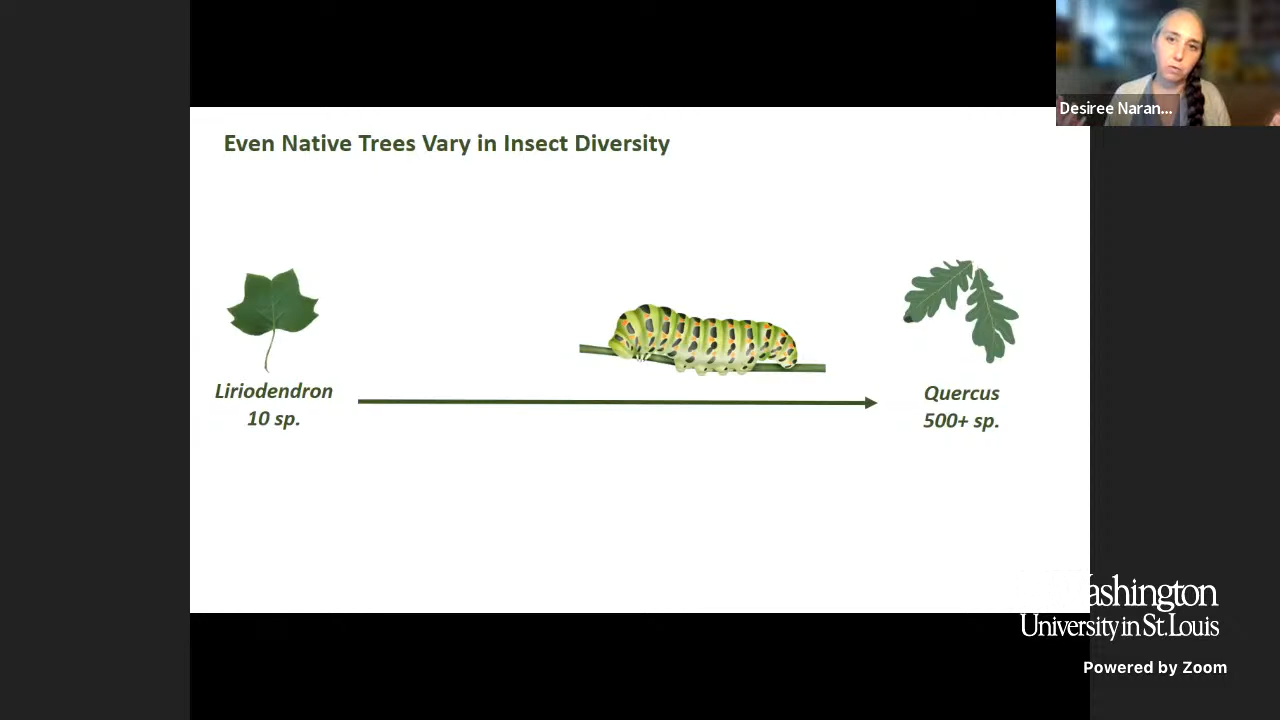 Desiree Naran...
Even Native Trees Vary in Insect Diversity
Liriodendron
10 sp.
Quercus
500+ sp.
Washington
University in St. Louis
Powered by Zoom